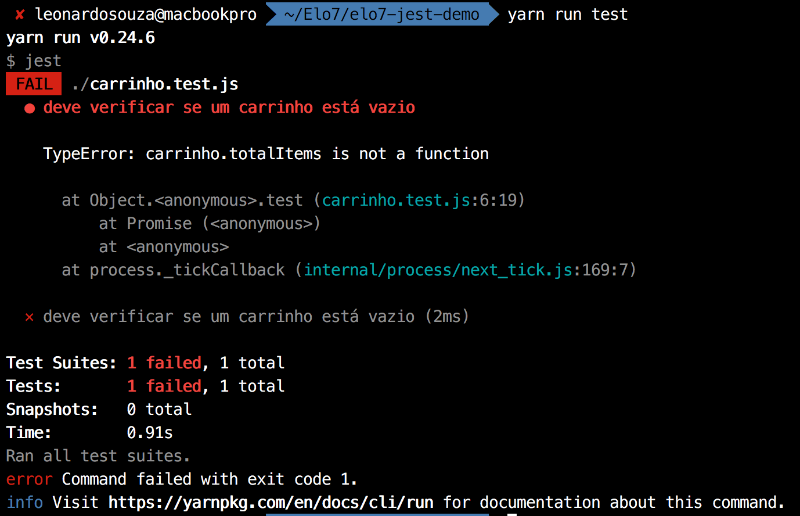 ✘ leonardosouza@macbookpro ~/Elo7/elo7-jest-demo yarn run test
yarn run v0.24.6
$ jest
FAIL ./carrinho.test.js
● deve verificar se um carrinho está vazio
TypeError: carrinho.totalItems is not a function
at Object.<anonymous>.test (carrinho.test.js:6:19)
at Promise (<anonymous>)
at <anonymous>
at process._tickCallback (internal/process/next_tick.js:169:7)
✕ deve verificar se um carrinho está vazio (2ms)
Test Suites: 1 failed, 1 total
Tests: 1 failed, 1 total
Snapshots: 0 total
Time: 0.91s
Ran all test suites.
error Command failed with exit code 1.
info Visit https://yarnpkg.com/en/docs/cli/run for documentation about this command.